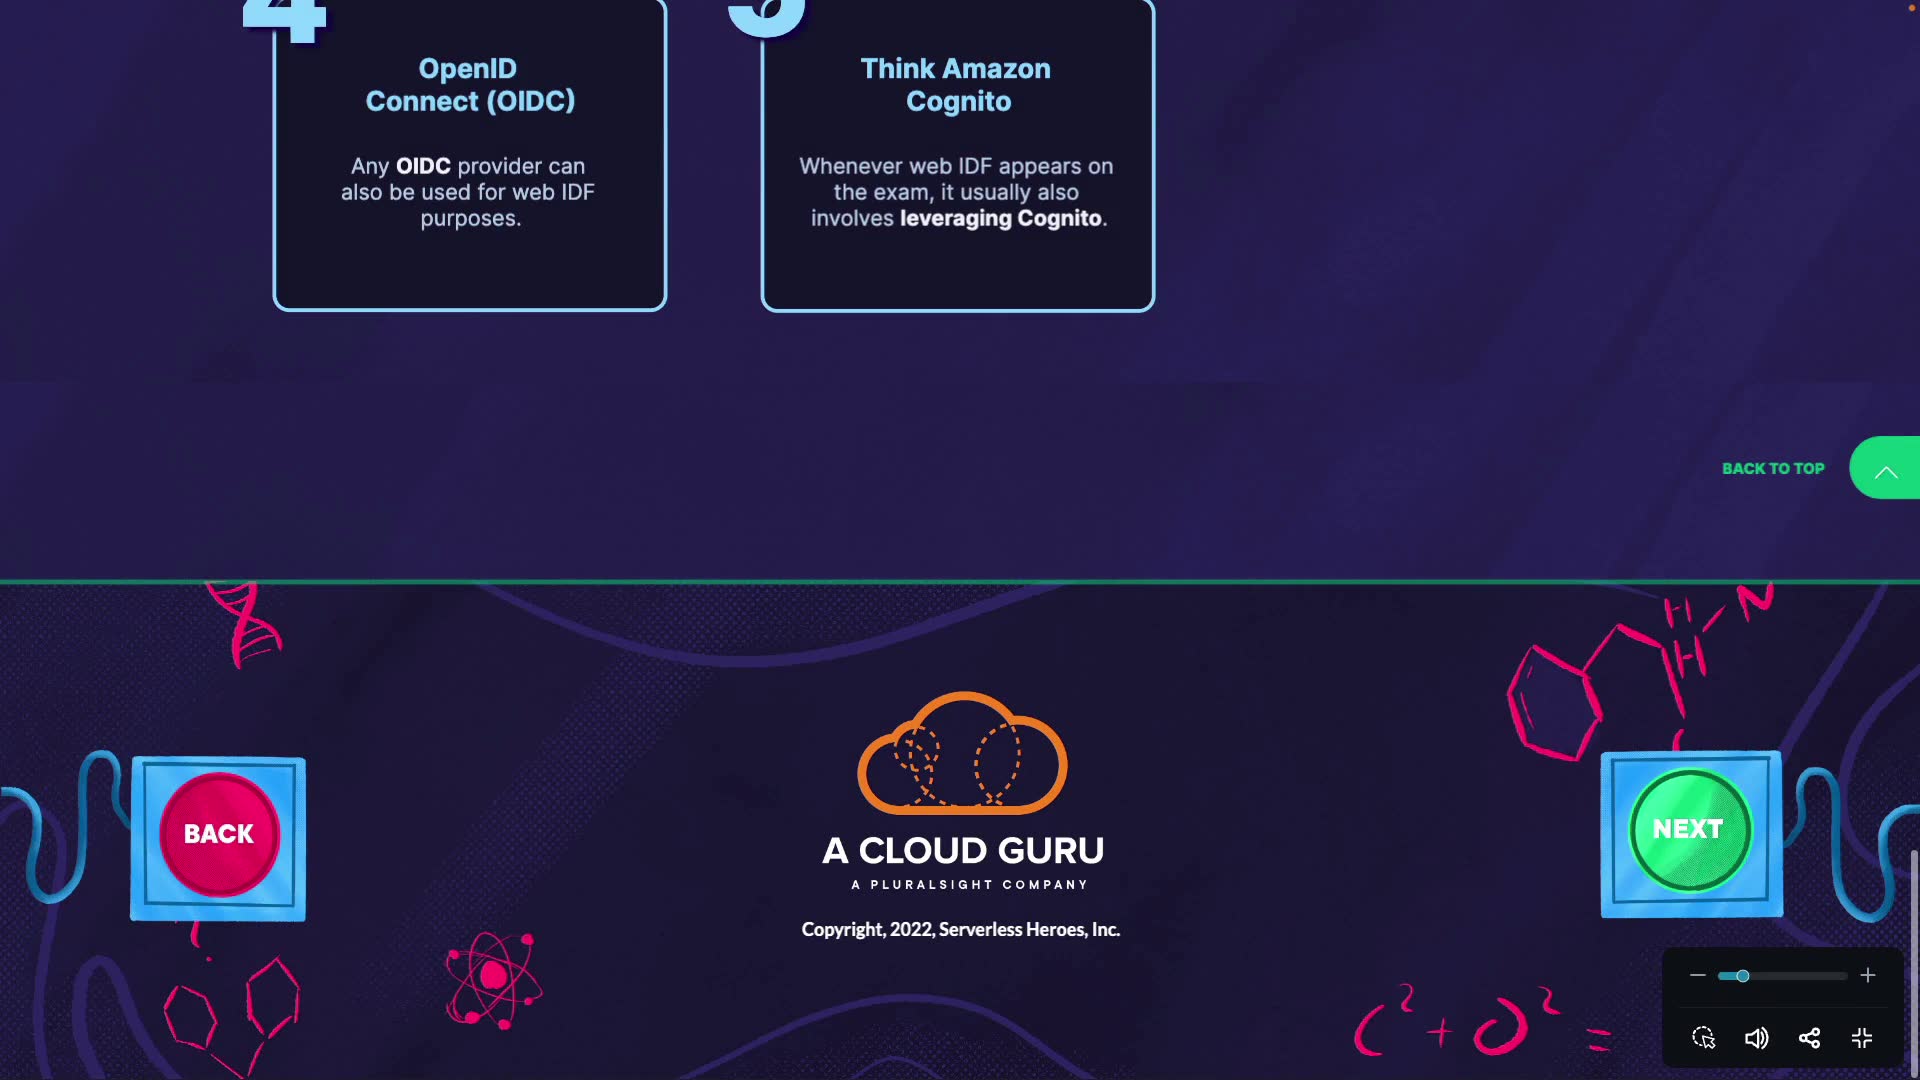 4
5
OpenID
Connect (OIDC)
Any OIDC provider can
also be used for web IDF
purposes.
Think Amazon
Cognito
Whenever web IDF appears on
the exam, it usually also
involves leveraging Cognito.
BACK TO TOP
H N
H
BACK
NEXT
A CLOUD GURU
A PLURALSIGHT COMPANY
Copyright, 2022, Serverless Heroes, Inc.
C² + O² =